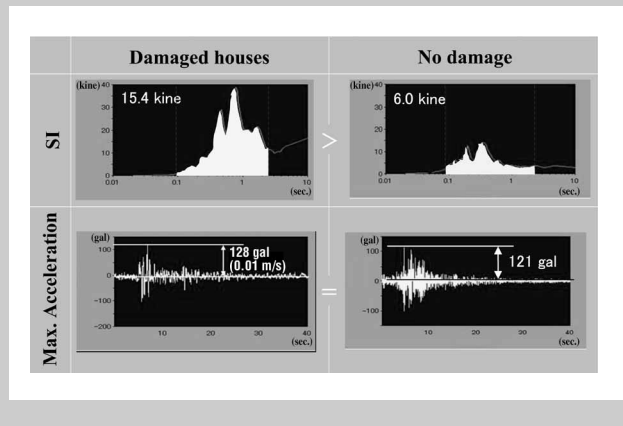 Damaged houses
No damage
SI
(kine)
40
30
20
10
0
0.01
0.1
1
10
(sec.)
15.4 kine
>
(kine)
40
30
20
10
0
0.01
0.1
1
10
(sec.)
6.0 kine
Max. Acceleration
(gal)
100
0
-100
-200
10
20
30
40
(sec.)
128 gal
(0.01 m/s)
=
(gal)
100
0
-100
10
20
30
40
(sec.)
121 gal